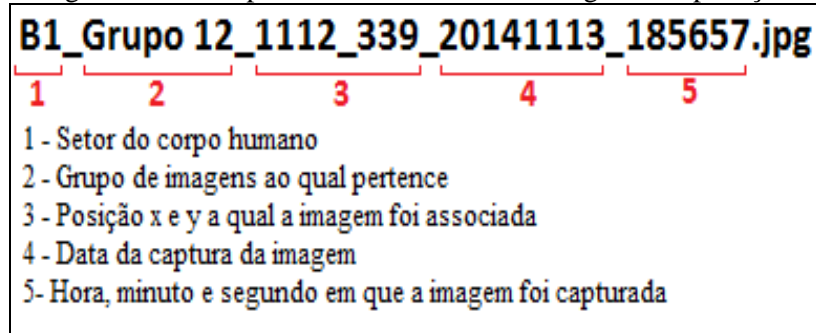 B1_Grupo 12_1112_339_20141113_185657.jpg
1 2 3 4 5
1 - Setor do corpo humano
2 - Grupo de imagens ao qual pertence
3 - Posição x e y a qual a imagem foi associada
4 - Data da captura da imagem
5- Hora, minuto e segundo em que a imagem foi capturada